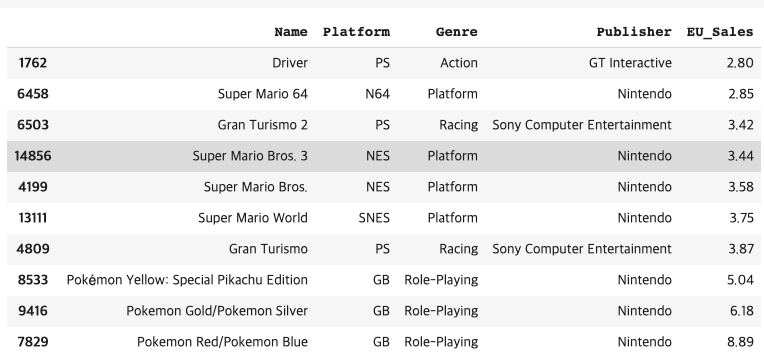 Name Platform Genre Publisher EU_Sales
1762 Driver PS Action GT Interactive 2.80
6458 Super Mario 64 N64 Platform Nintendo 2.85
6503 Gran Turismo 2 PS Racing Sony Computer Entertainment 3.42
14856 Super Mario Bros. 3 NES Platform Nintendo 3.44
4199 Super Mario Bros. NES Platform Nintendo 3.58
13111 Super Mario World SNES Platform Nintendo 3.75
4809 Gran Turismo PS Racing Sony Computer Entertainment 3.87
8533 Pokémon Yellow: Special Pikachu Edition GB Role-Playing Nintendo 5.04
9416 Pokemon Gold/Pokemon Silver GB Role-Playing Nintendo 6.18
7829 Pokemon Red/Pokemon Blue GB Role-Playing Nintendo 8.89